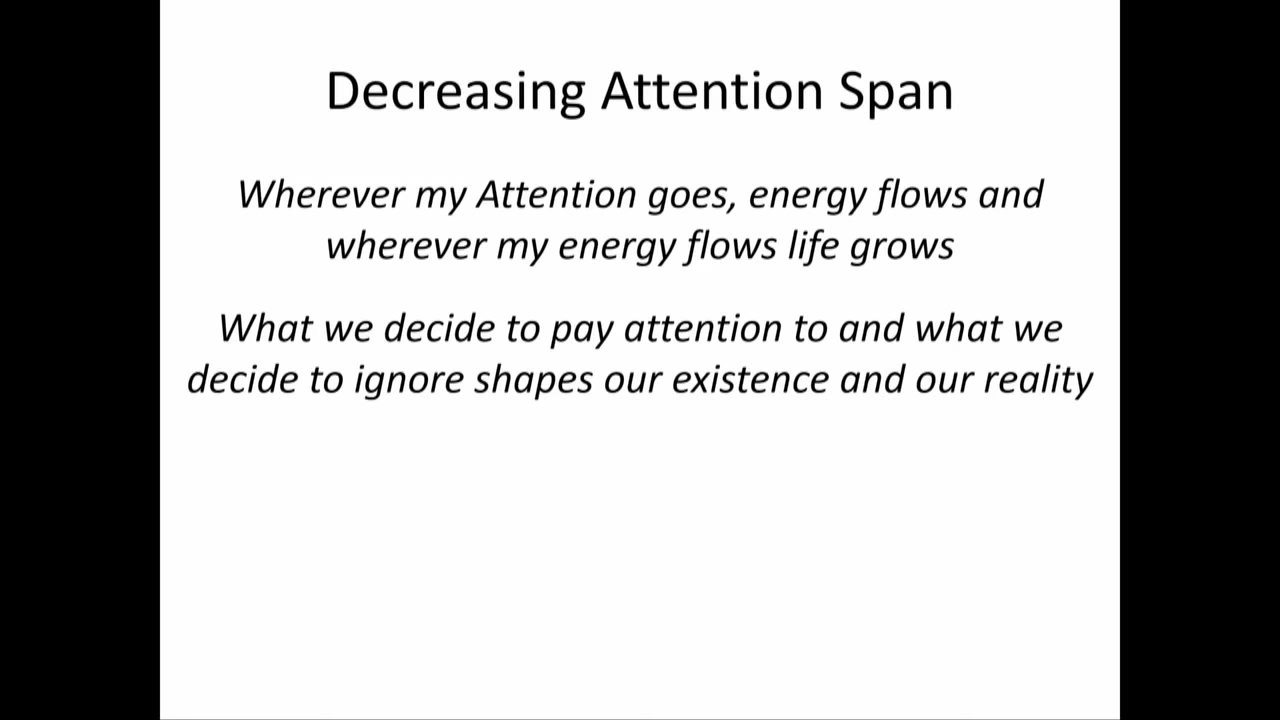 Decreasing Attention Span
Wherever my Attention goes, energy flows and
wherever my energy flows life grows
What we decide to pay attention to and what we
decide to ignore shapes our existence and our reality